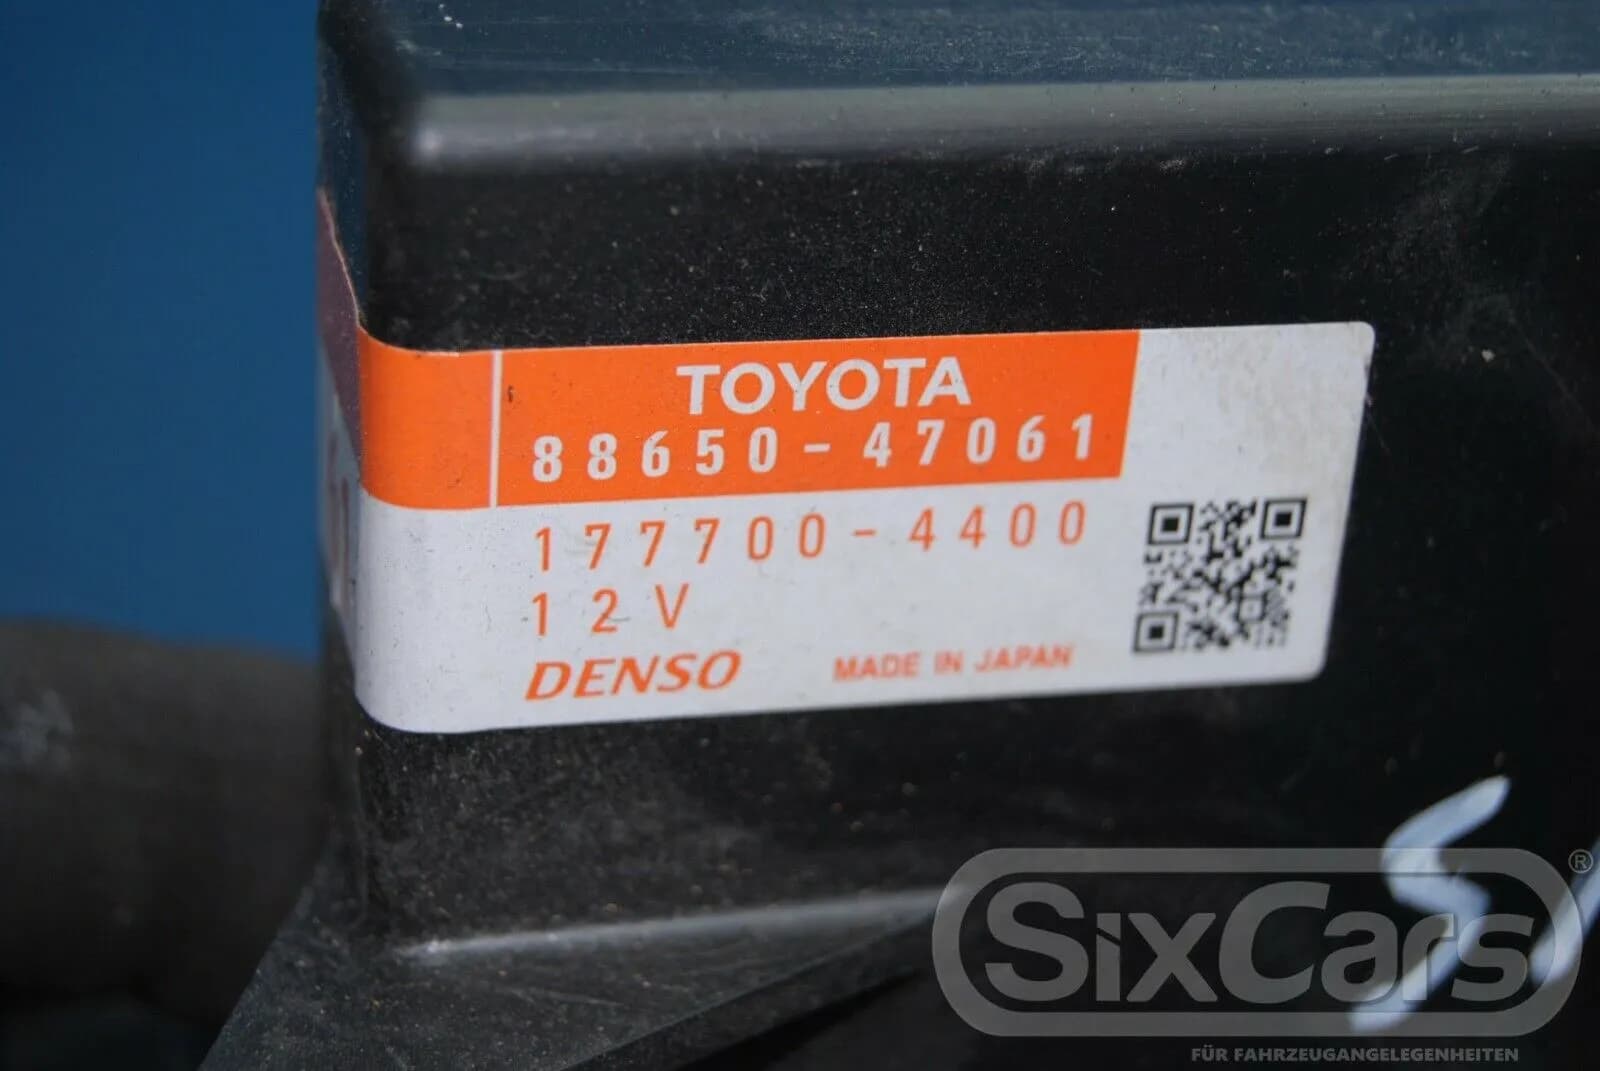 TOYOTA
88650-47061
177700-4400
12V
DENSO MADE IN JAPAN
SixCars®
FÜR FAHRZEUGANGELEGENHEITEN